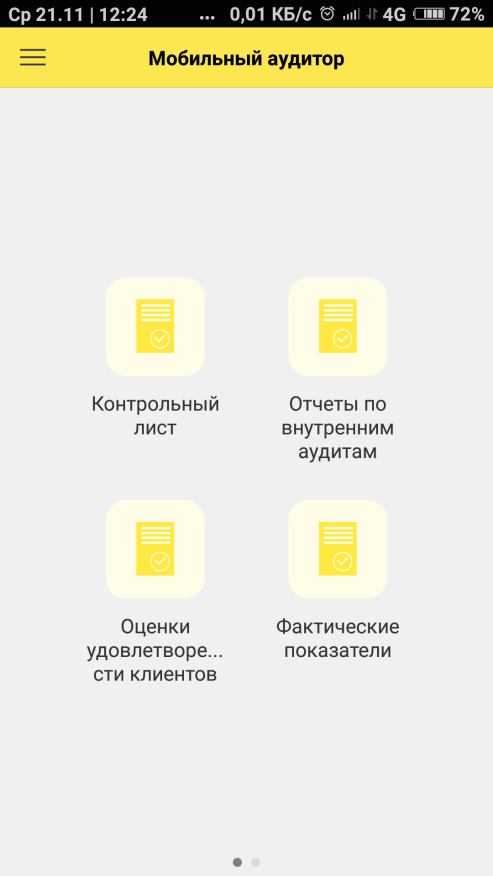 Ср 21.11 | 12:24 ... 0,01 КБ/с 4G 72%
Мобильный аудитор
Контрольный
лист
Отчеты по
внутренним
аудитам
Оценки
удовлетворе...
сти клиентов
Фактические
показатели